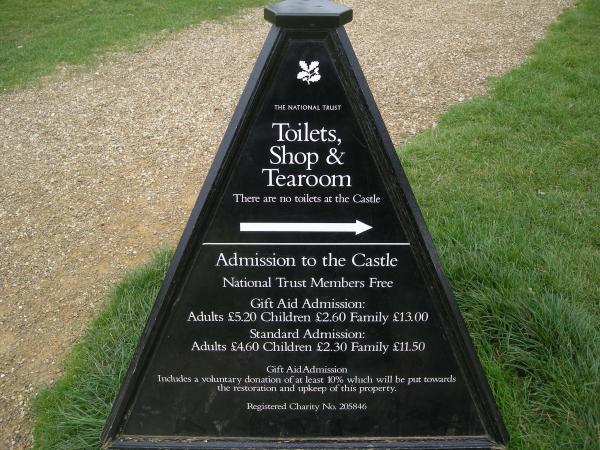 THE NATIONAL TRUST
Toilets,
Shop &
Tearoom
There are no toilets at the Castle
Admission to the Castle
National Trust Members Free
Gift Aid Admission:
Adults £5.20 Children £2.60 Family £13.00
Standard Admission:
Adults £4.60 Children £2.30 Family £11.50
Gift Aid Admission
Includes a voluntary donation of at least 10% which will be put towards
the restoration and upkeep of this property.
Registered Charity No. 205846